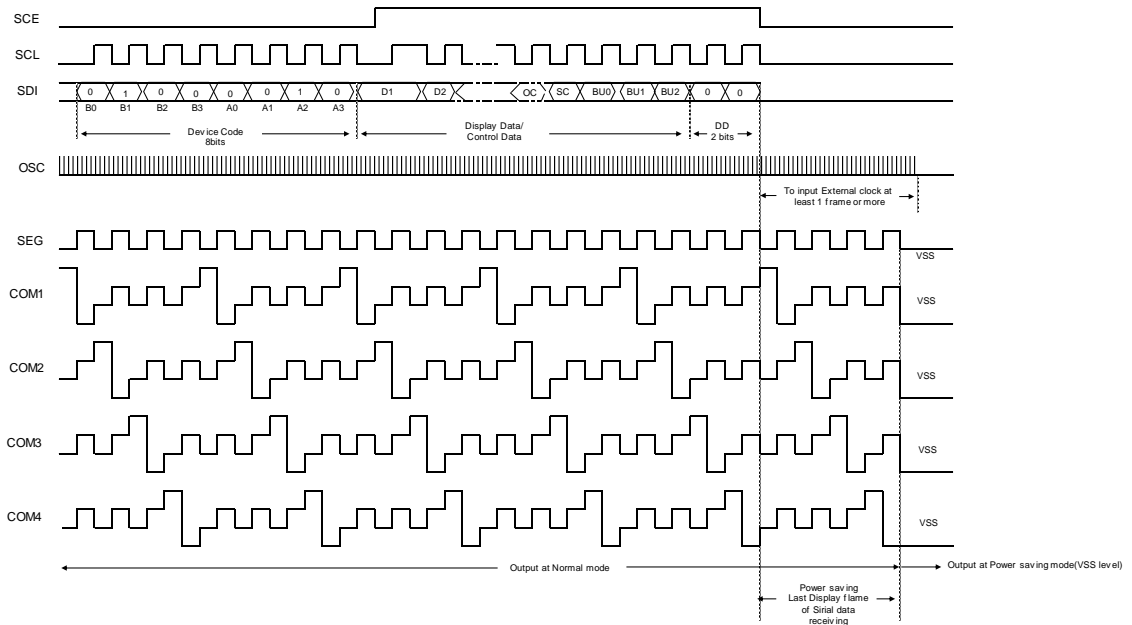 SCE
SCL
SDI
0 1 0 0 0 0 1 0 D1 D2 OC SC BU0 BU1 BU2 0 0
B0 B1 B2 B3 A0 A1 A2 A3
Device Code
8bits
Display Data/
Control Data
DD
2 bits
OSC
To input External clock at
least 1 frame or more
SEG
VSS
COM1
VSS
COM2
VSS
COM3
VSS
COM4
VSS
Output at Normal mode
Output at Power saving mode(VSS level)
Power saving
Last Display flame
of Sirial data
receiving